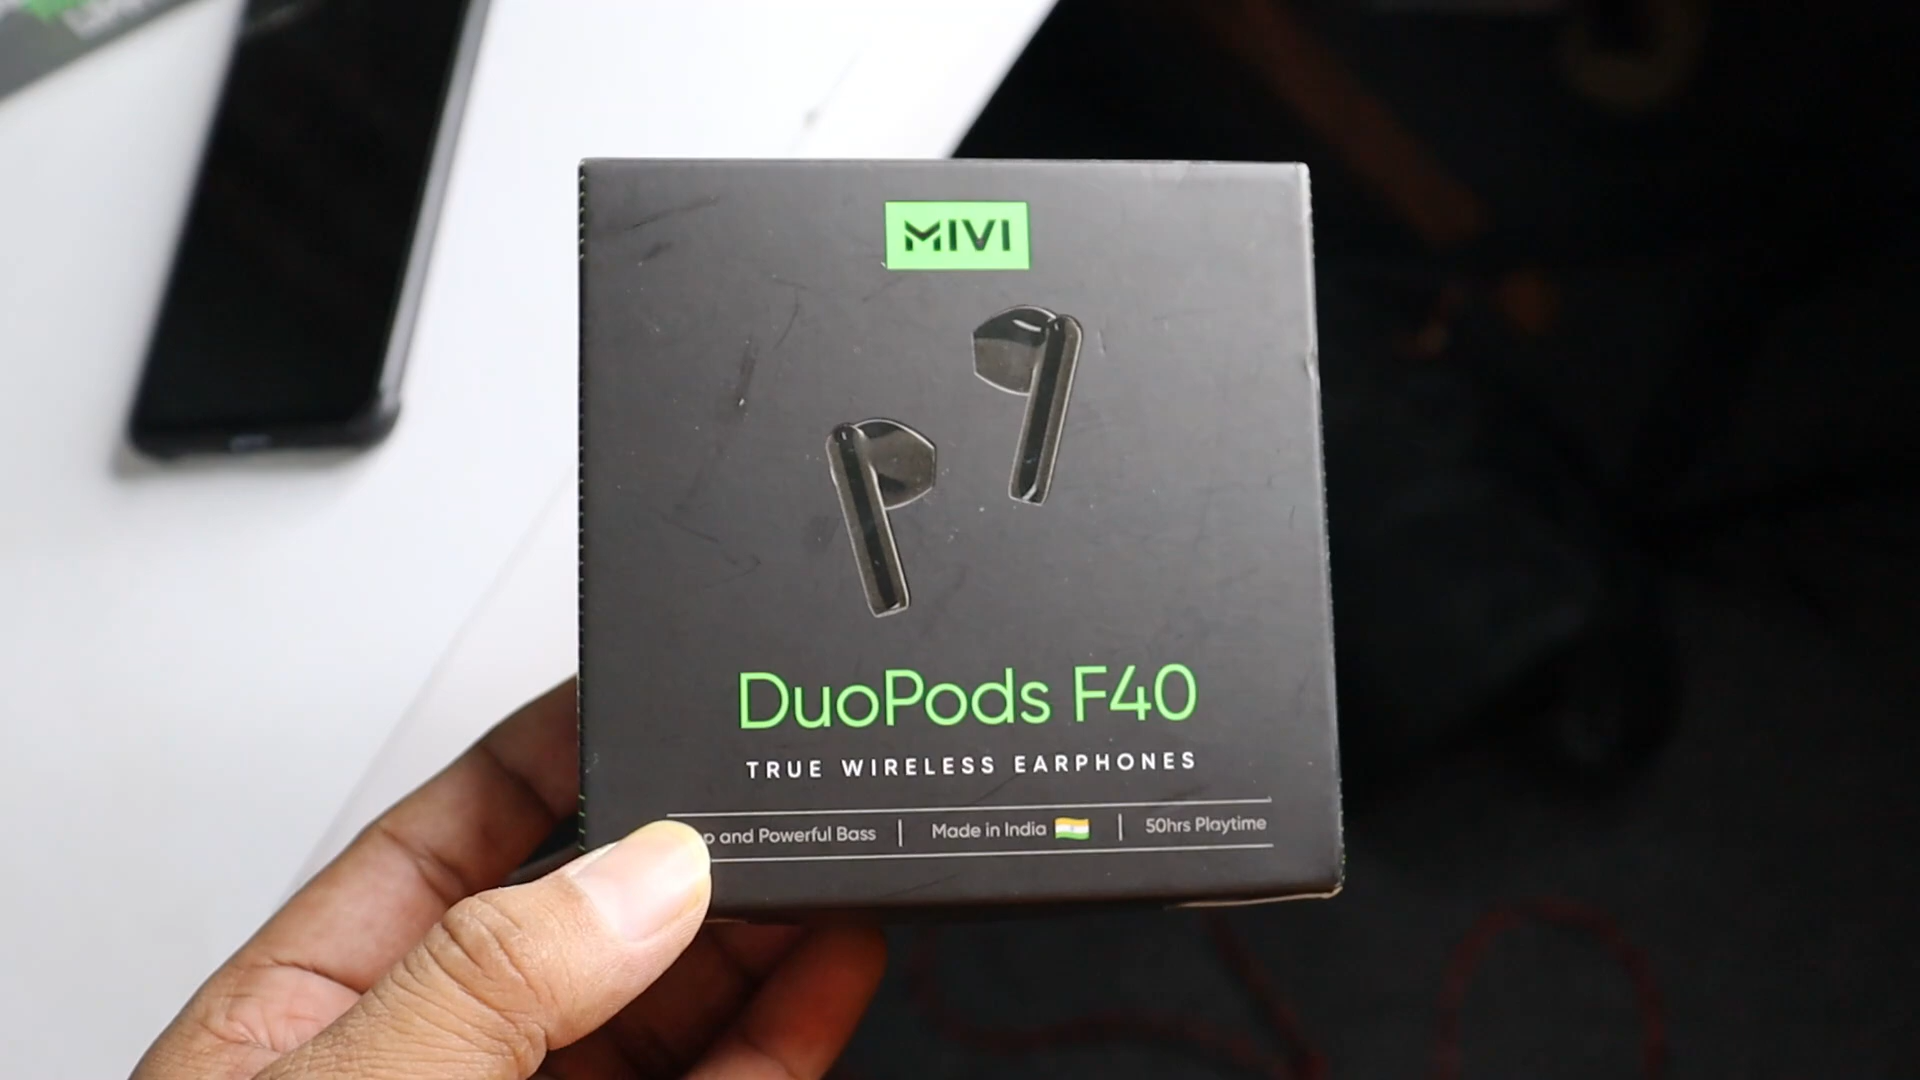 MIVI
DuoPods F40
TRUE WIRELESS EARPHONES
and Powerful Bass | Made in India | 50hrs Playtime